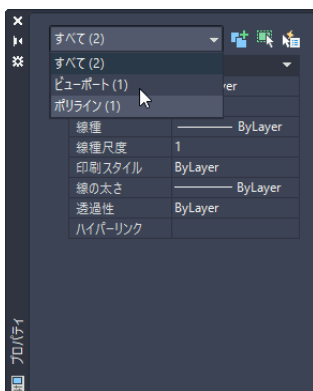 すべて (2)
すべて (2)
ビューポート (1)
yer
ポリライン (1)
線種 ByLayer
線種尺度 1
印刷スタイル ByLayer
線の太さ ByLayer
透過性 ByLayer
ハイパーリンク
プロパティ